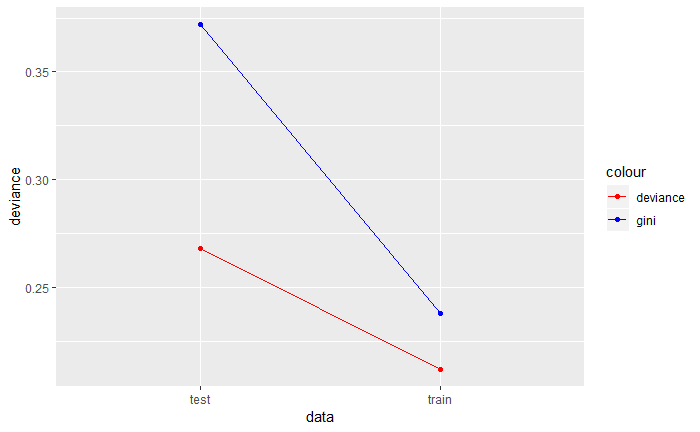 0.35
0.30
0.25
deviance
test
train
data
colour
deviance
gini